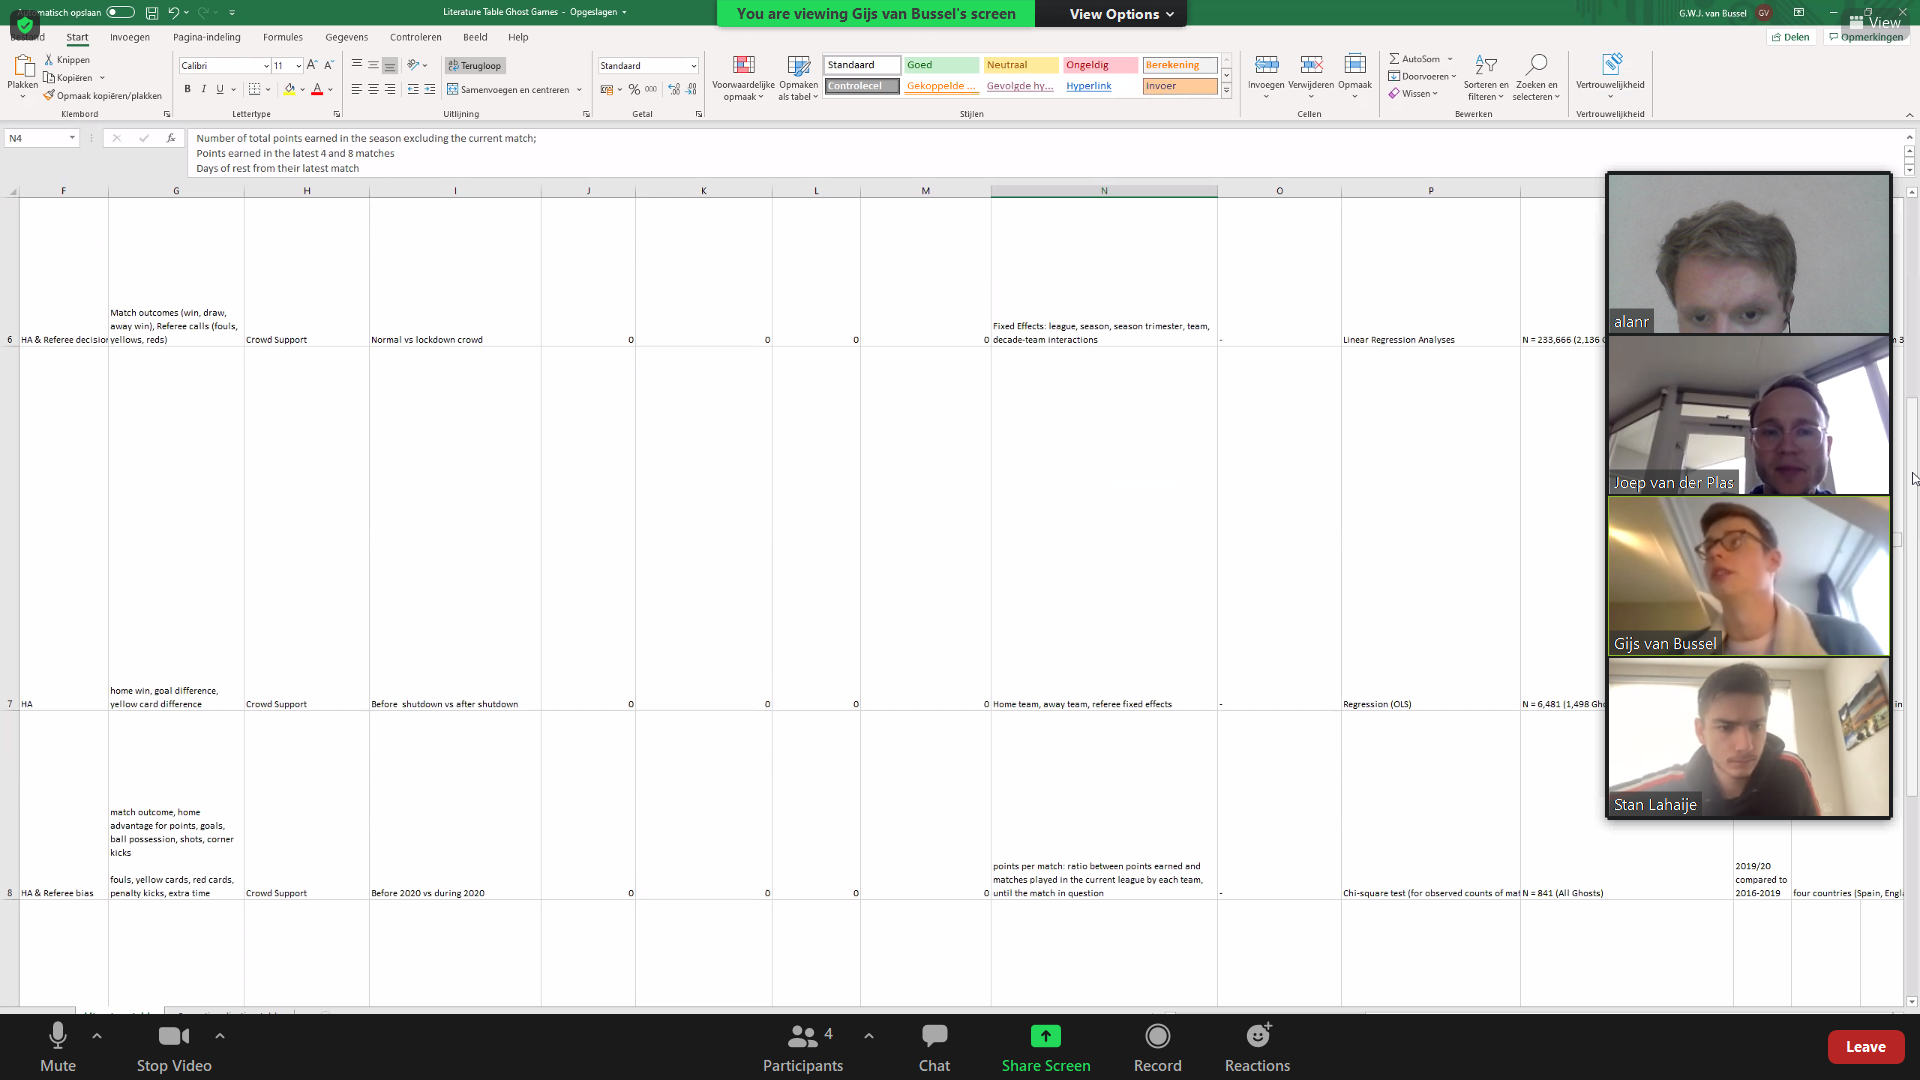 Automatisch opslaan
Literature Table Ghost Games - Opgeslagen
You are viewing Gijs van Bussel's screen
View Options
G.W.J. van Bussel
GV
View
Bestand
Start
Invoegen
Pagina-indeling
Formules
Gegevens
Controleren
Beeld
Help
Delen
Opmerkingen
Plakken
Knippen
Kopiëren
Opmaak kopiëren/plakken
Klembord
Calibri
11
B I U
Lettertype
Terugloop
Samenvoegen en centreren
Uitlijning
Standaard
% 000
Getal
Voorwaardelijke opmaak
Opmaken als tabel
Standaard
Goed
Neutraal
Ongeldig
Berekening
Controlecel
Gekoppelde ...
Gevolgde hy...
Hyperlink
Invoer
Stijlen
Invoegen
Verwijderen
Opmaak
Cellen
AutoSom
Doorvoeren
Wissen
Sorteren en filteren
Zoeken en selecteren
Bewerken
Vertrouwelijkheid
Vertrouwelijkheid
N4
fx
Number of total points earned in the season excluding the current match;
Points earned in the latest 4 and 8 matches
Days of rest from their latest match
F G H I J K L M N O P
Match outcomes (win, draw,
away win), Referee calls (fouls,
6 HA & Referee decision yellows, reds) Crowd Support Normal vs lockdown crowd 0 0 0 0
Fixed Effects: league, season, season trimester, team,
decade-team interactions - Linear Regression Analyses N = 233,666 (2,136
home win, goal difference,
7 HA yellow card difference Crowd Support Before shutdown vs after shutdown 0 0 0 0 Home team, away team, referee fixed effects - Regression (OLS) N = 6,481 (1,498 Gho in
match outcome, home
advantage for points, goals,
ball possession, shots, corner
kicks
fouls, yellow cards, red cards,
8 HA & Referee bias penalty kicks, extra time Crowd Support Before 2020 vs during 2020 0 0 0 0
points per match: ratio between points earned and
matches played in the current league by each team,
until the match in question - Chi-square test (for observed counts of mat N = 841 (All Ghosts)
2019/20
compared to
2016-2019
four countries (Spain, Engla
alanr
Joep van der Plas
Gijs van Bussel
Stan Lahaije
Mute
Stop Video
4
Participants
Chat
Share Screen
Record
Reactions
Leave